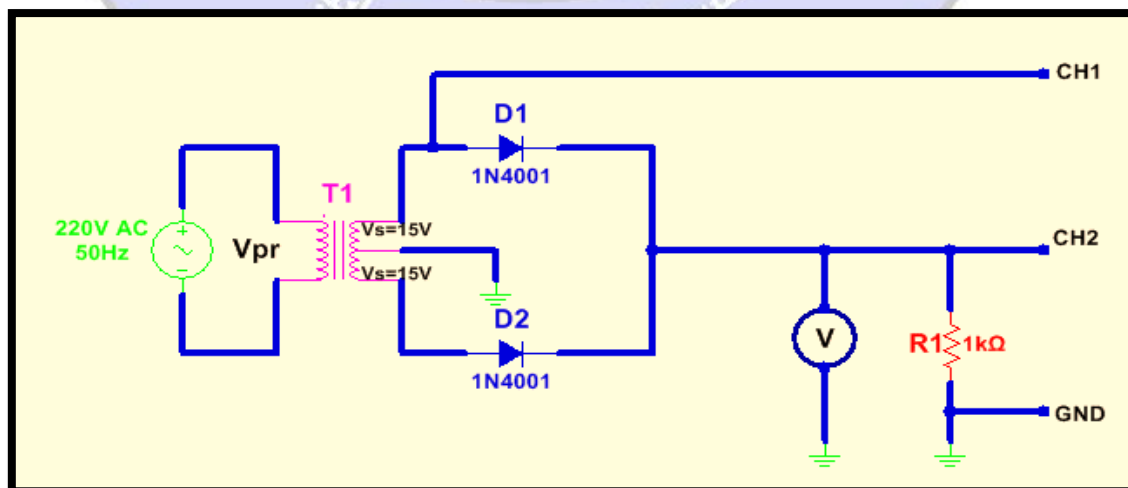 CH1
D1
1N4001
T1
220V AC
50Hz
Vpr
Vs=15V
Vs=15V
CH2
D2
1N4001
V
R1
1kΩ
GND